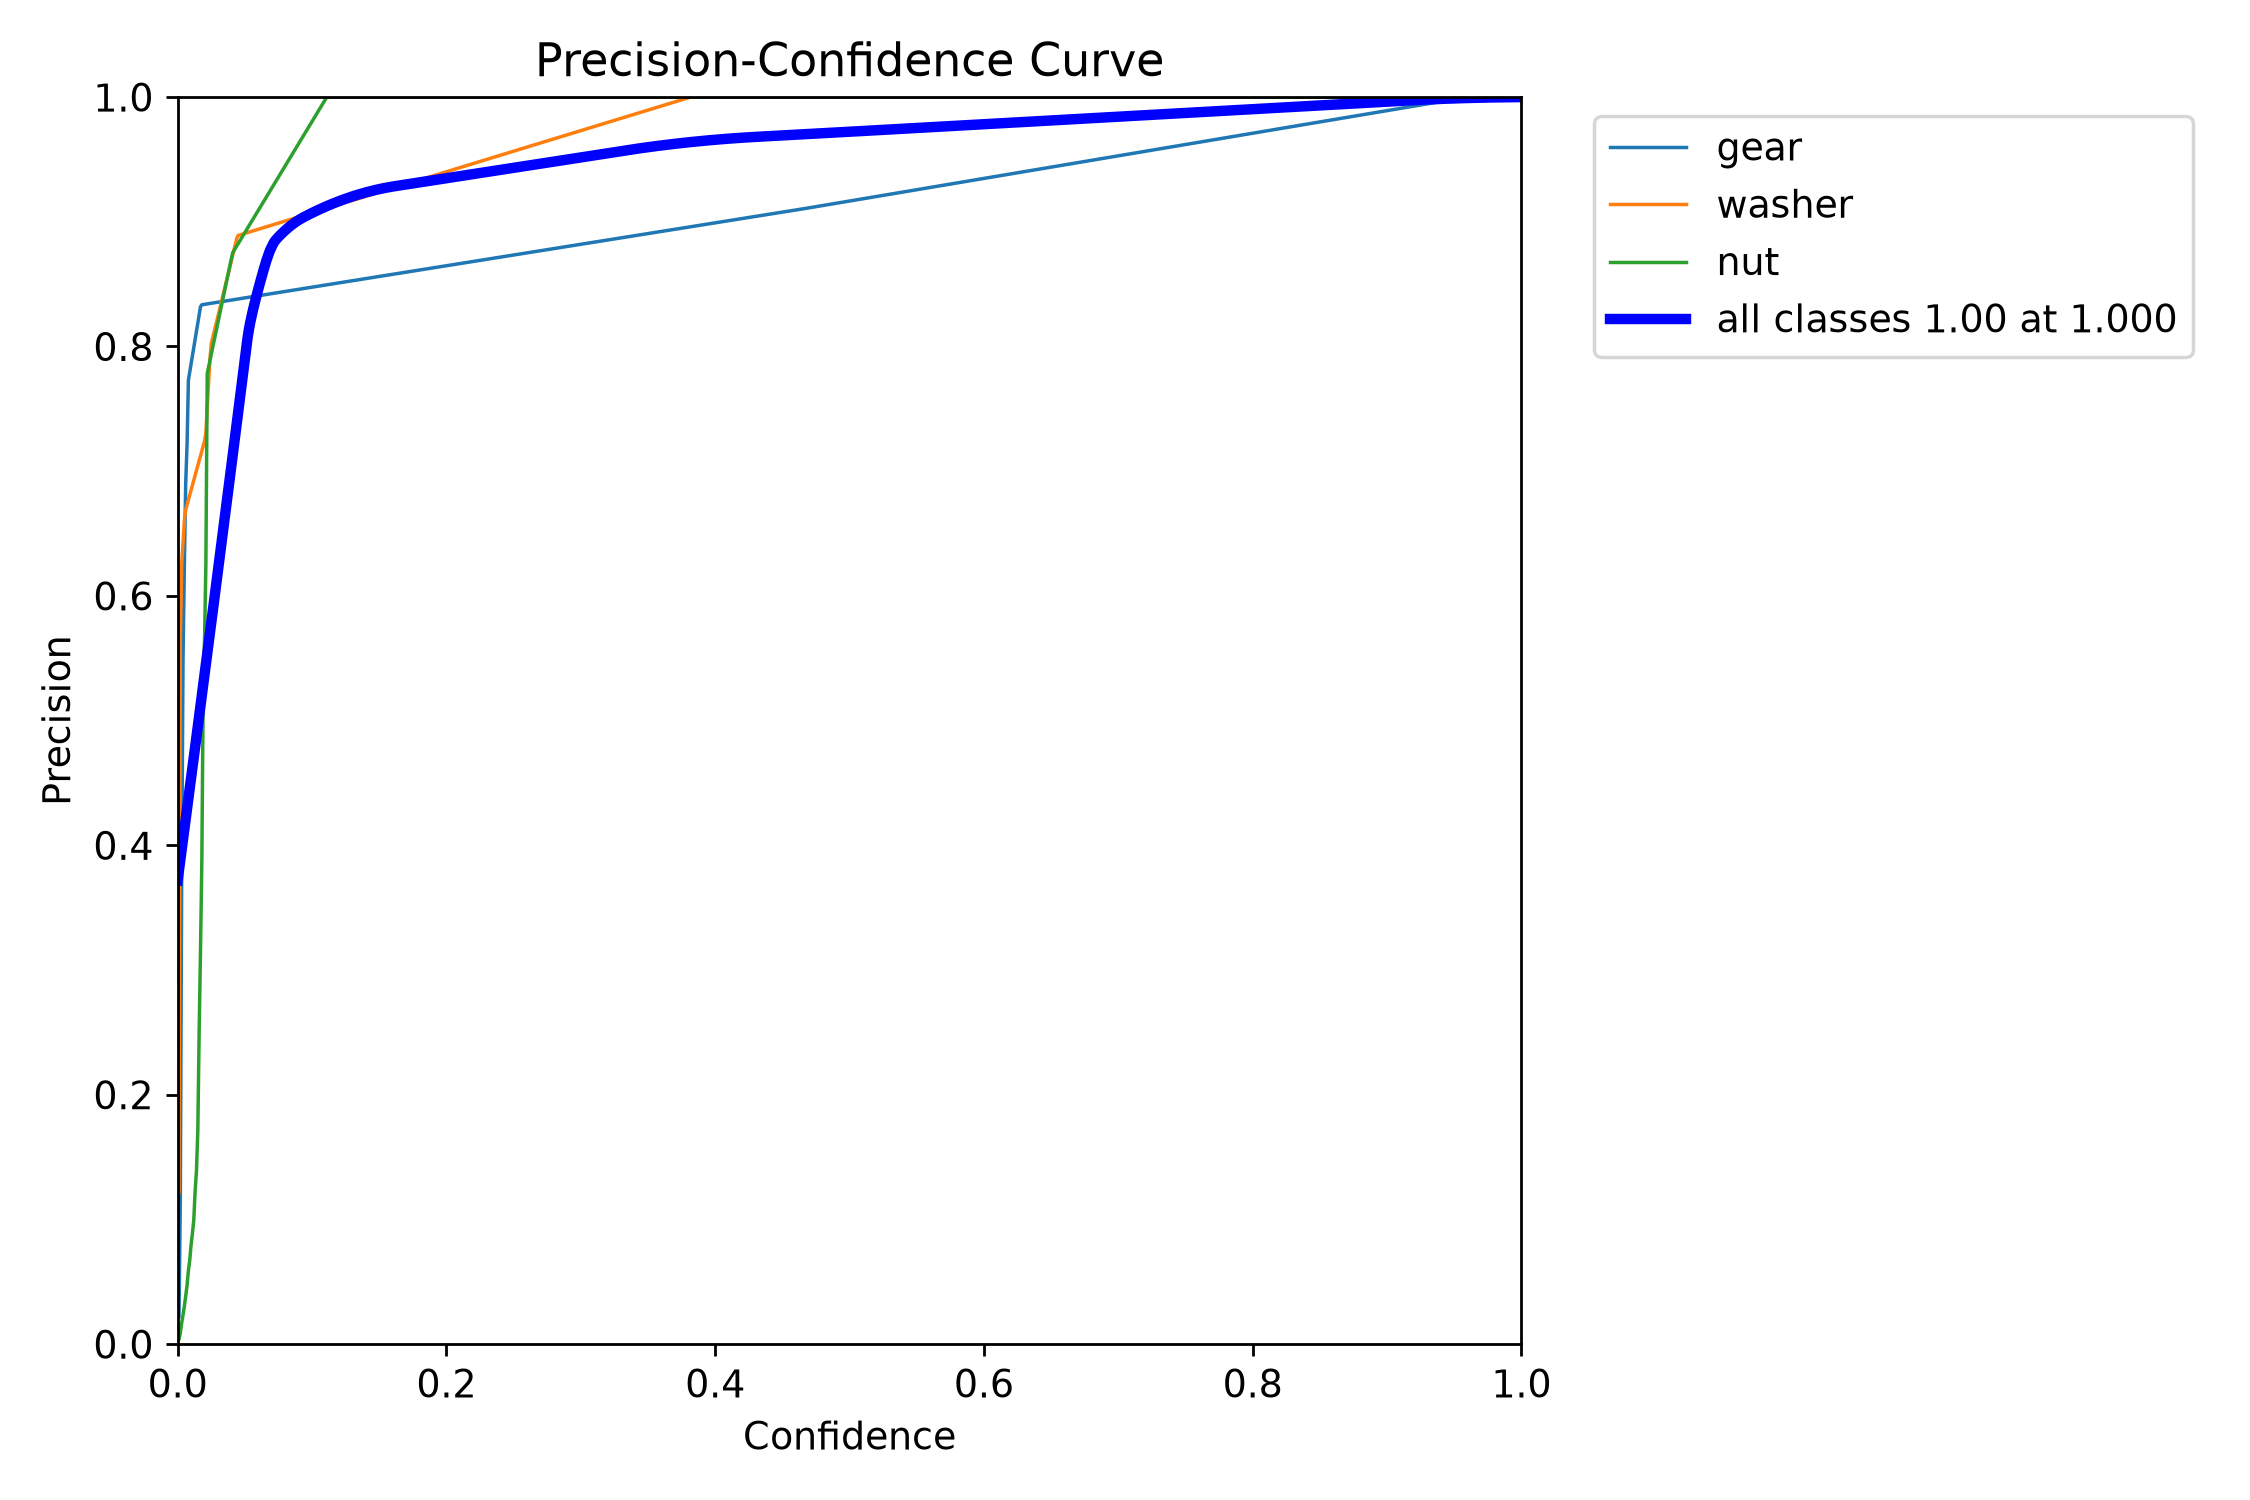 Precision-Confidence Curve
1.0
0.8
0.6
0.4
0.2
0.0
Precision
0.0 0.2 0.4 0.6 0.8 1.0
Confidence
gear
washer
nut
all classes 1.00 at 1.000